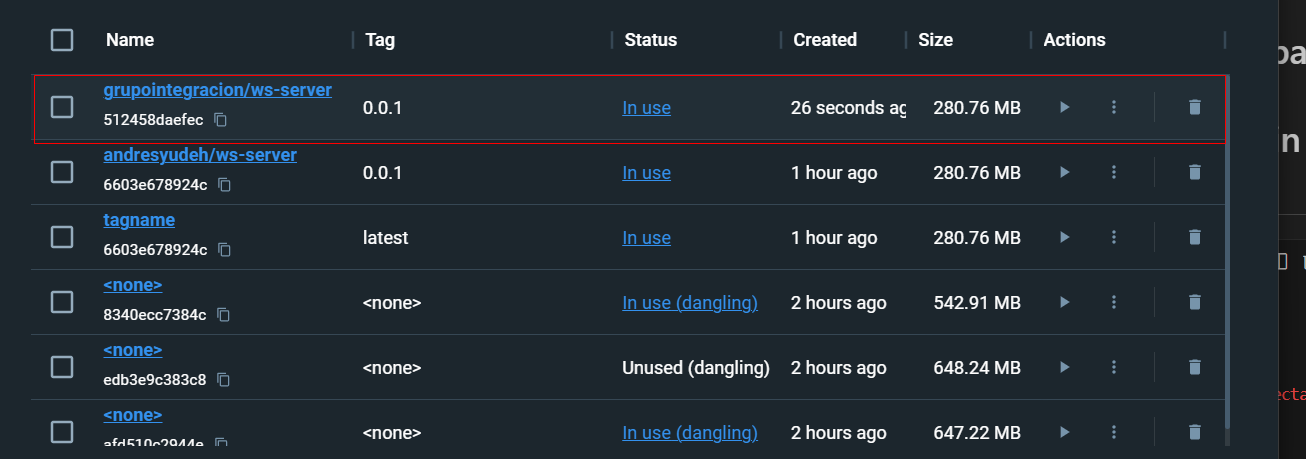 Name Tag Status Created Size Actions
grupointegracion/ws-server
512458daefec
0.0.1 In use 26 seconds ag 280.76 MB
andresyudeh/ws-server
6603e678924c
0.0.1 In use 1 hour ago 280.76 MB
tagname
6603e678924c
latest In use 1 hour ago 280.76 MB
<none>
8340ecc7384c
<none> In use (dangling) 2 hours ago 542.91 MB
<none>
edb3e9c383c8
<none> Unused (dangling) 2 hours ago 648.24 MB
<none>
afd510c2944e
<none> In use (dangling) 2 hours ago 647.22 MB